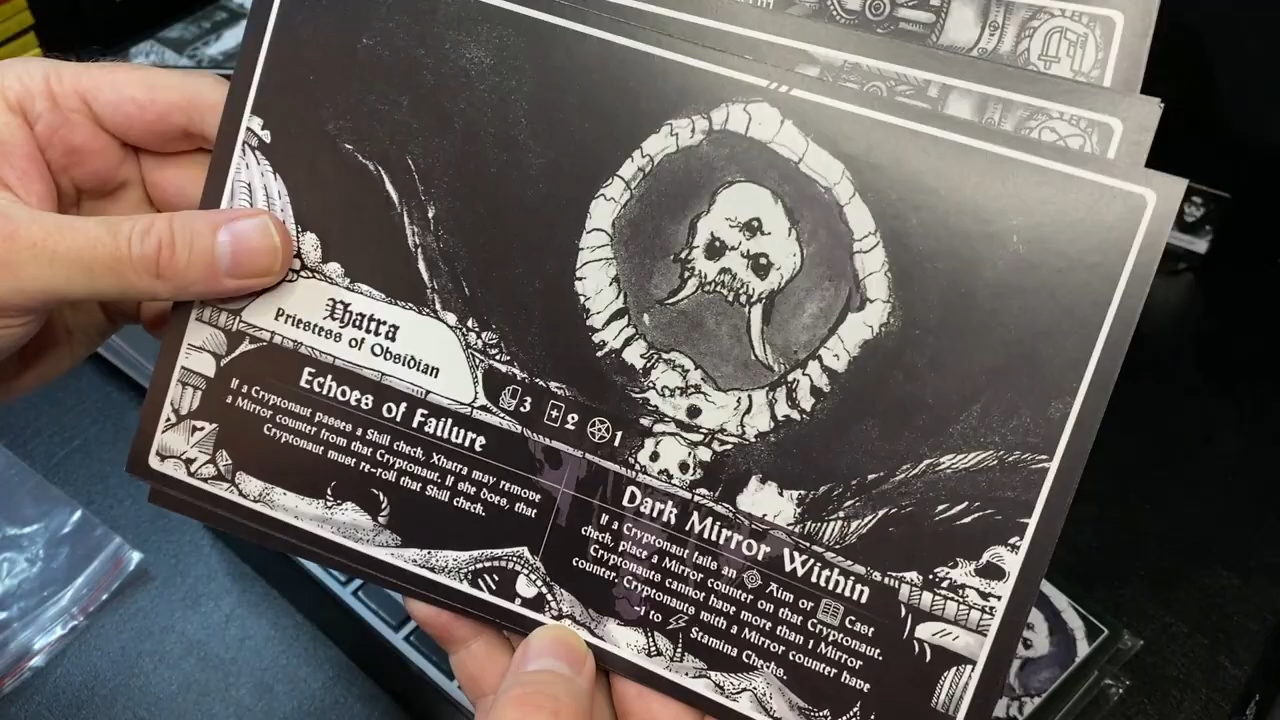 Xhatra
Priestess of Obsidian
3 2 1
Echoes of Failure
If a Cryptonaut passes a Skill check, Xhatra may remove
a Mirror counter from that Cryptonaut. If she does, that
Cryptonaut must re-roll that Skill check.
Dark Mirror Within
If a Cryptonaut fails an Aim or Cast
check, place a Mirror counter on that Cryptonaut.
Cryptonauts cannot have more than 1 Mirror
counter. Cryptonauts with a Mirror counter have
-1 to Stamina Checks.